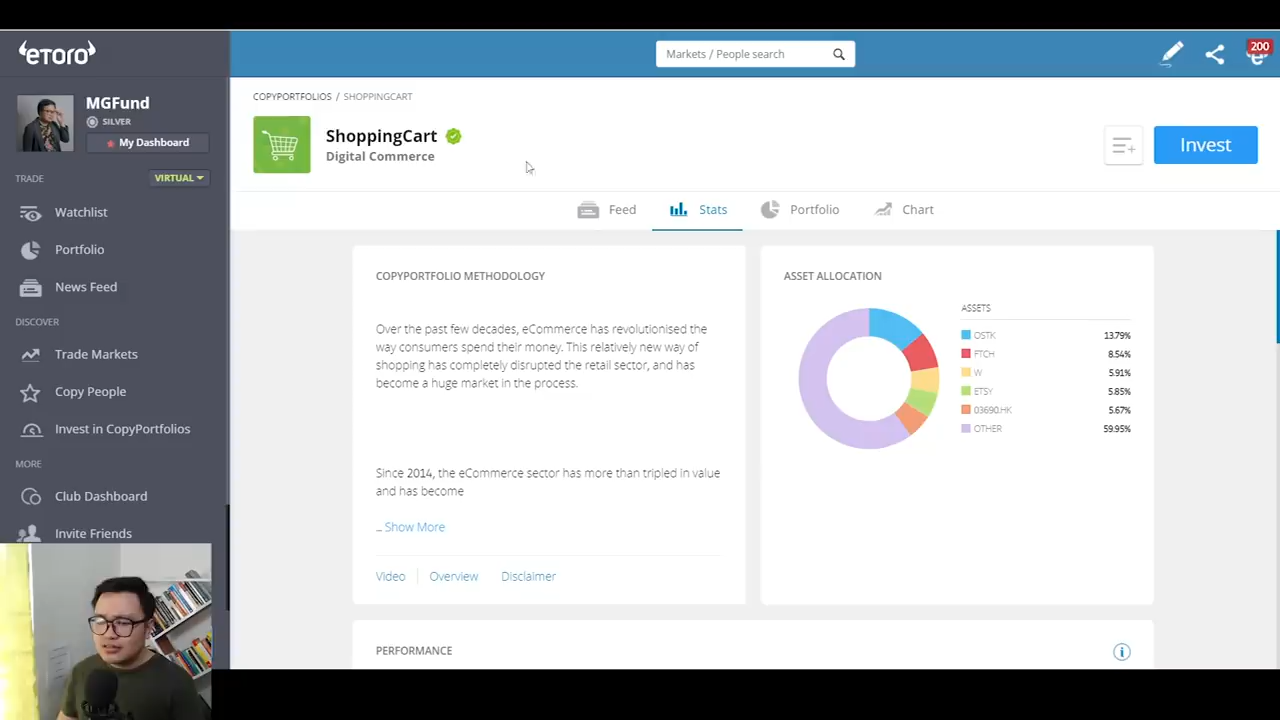 eToro
Markets / People search
200
MGFund
SILVER
My Dashboard
TRADE
VIRTUAL
Watchlist
Portfolio
News Feed
DISCOVER
Trade Markets
Copy People
Invest in CopyPortfolios
MORE
Club Dashboard
Invite Friends
COPYPORTFOLIOS / SHOPPINGCART
ShoppingCart
Digital Commerce
Invest
Feed
Stats
Portfolio
Chart
COPYPORTFOLIO METHODOLOGY
Over the past few decades, eCommerce has revolutionised the
way consumers spend their money. This relatively new way of
shopping has completely disrupted the retail sector, and has
become a huge market in the process.
Since 2014, the eCommerce sector has more than tripled in value
and has become
... Show More
Video
Overview
Disclaimer
ASSET ALLOCATION
ASSETS
OSTK 13.79%
FTCH 8.54%
W 5.91%
ETSY 5.85%
03690.HK 5.67%
OTHER 59.95%
PERFORMANCE